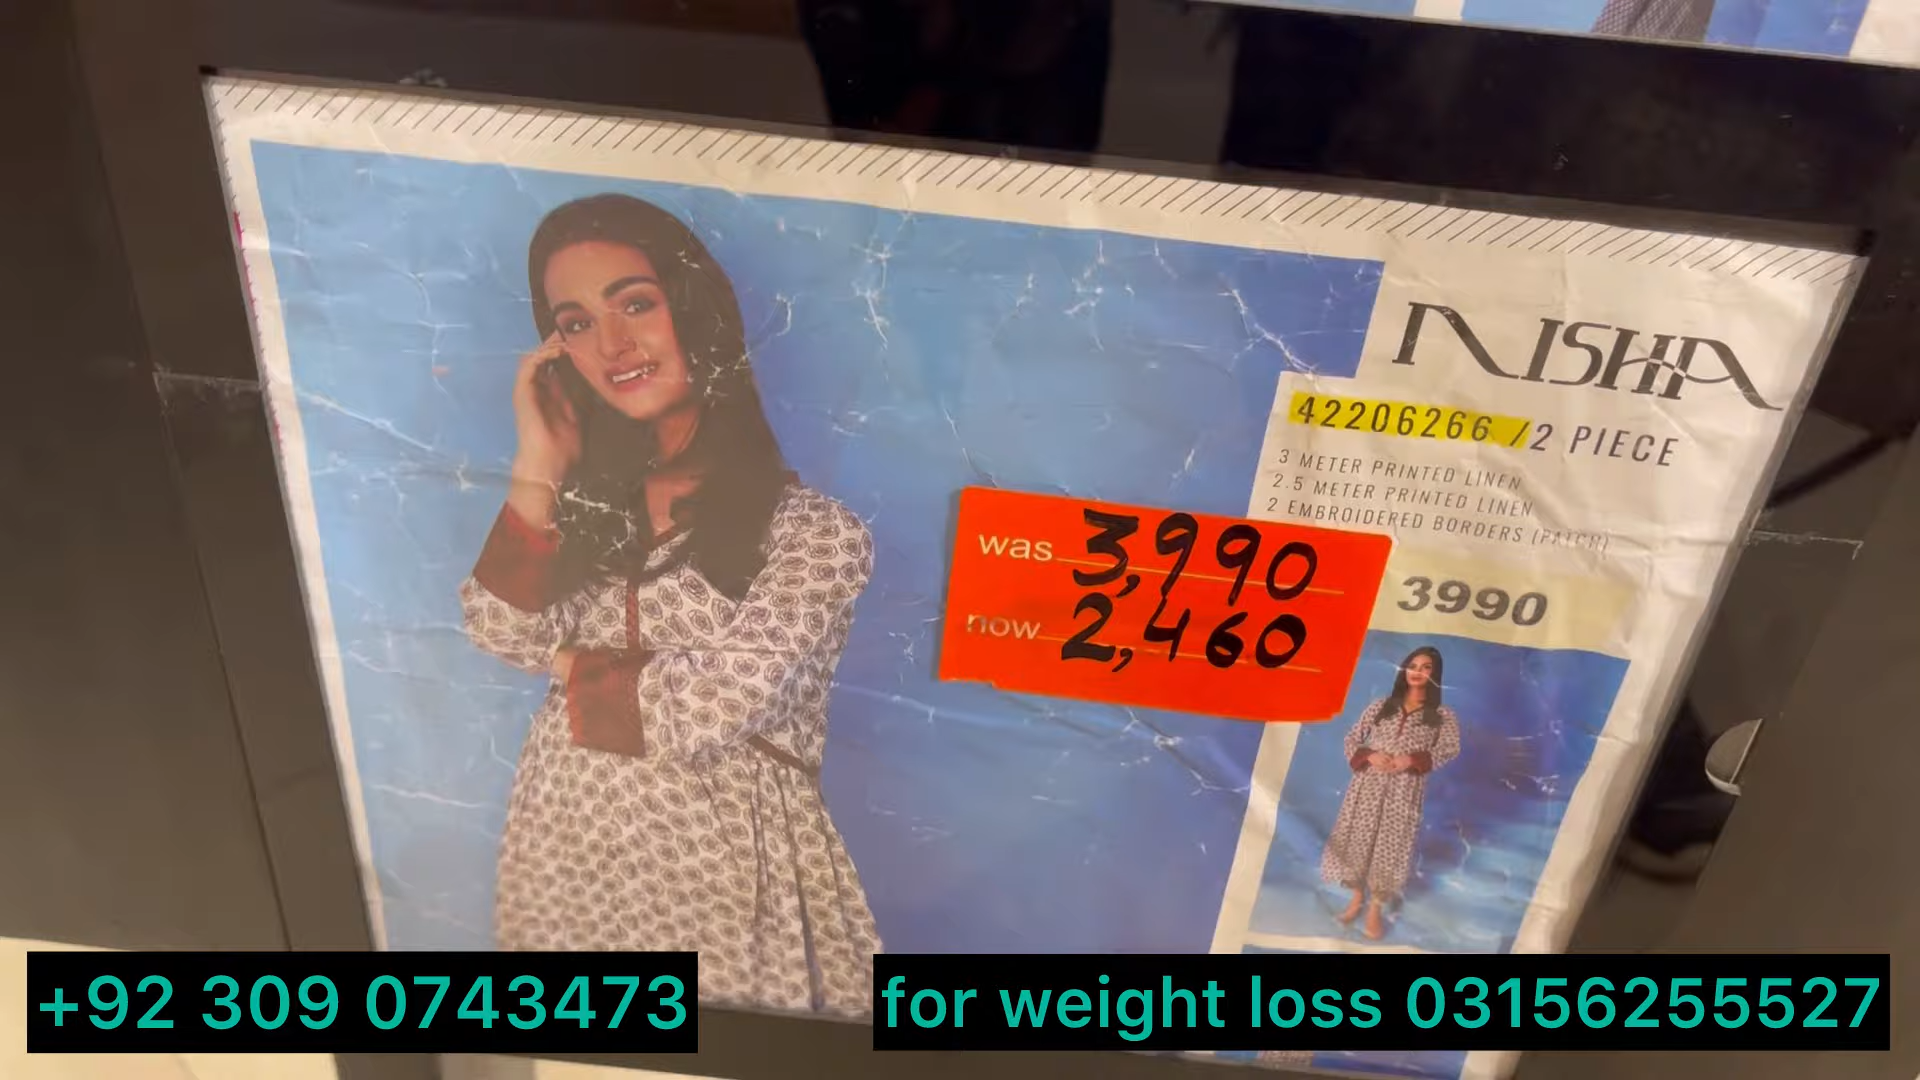 NISHA
42206266 /2 PIECE
3 METER PRINTED LINEN
2.5 METER PRINTED LINEN
2 EMBROIDERED BORDERS (PATCH)
was 3,990
now 2,460
3990
+92 309 0743473
for weight loss 03156255527